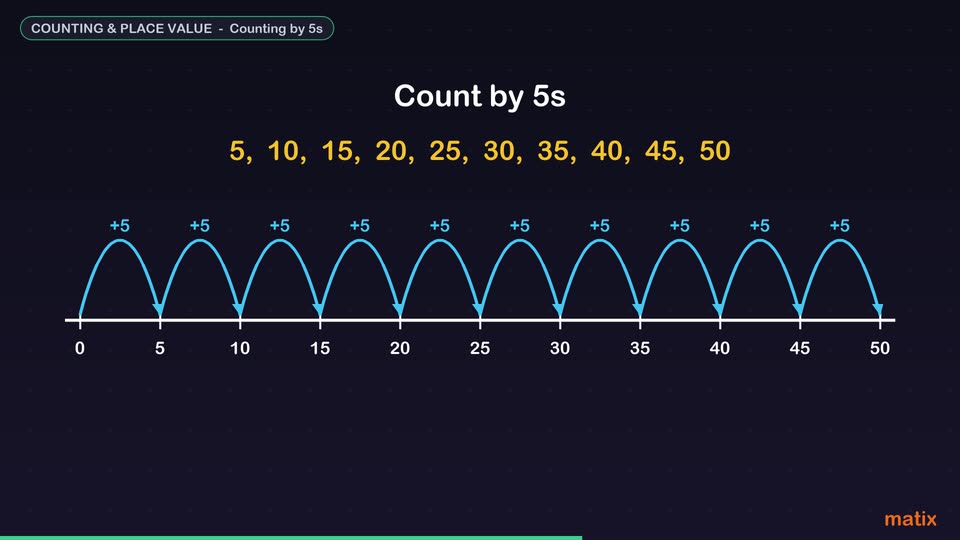 COUNTING & PLACE VALUE - Counting by 5s
Count by 5s
5, 10, 15, 20, 25, 30, 35, 40, 45, 50
+5 +5 +5 +5 +5 +5 +5 +5 +5 +5
0 5 10 15 20 25 30 35 40 45 50
matix